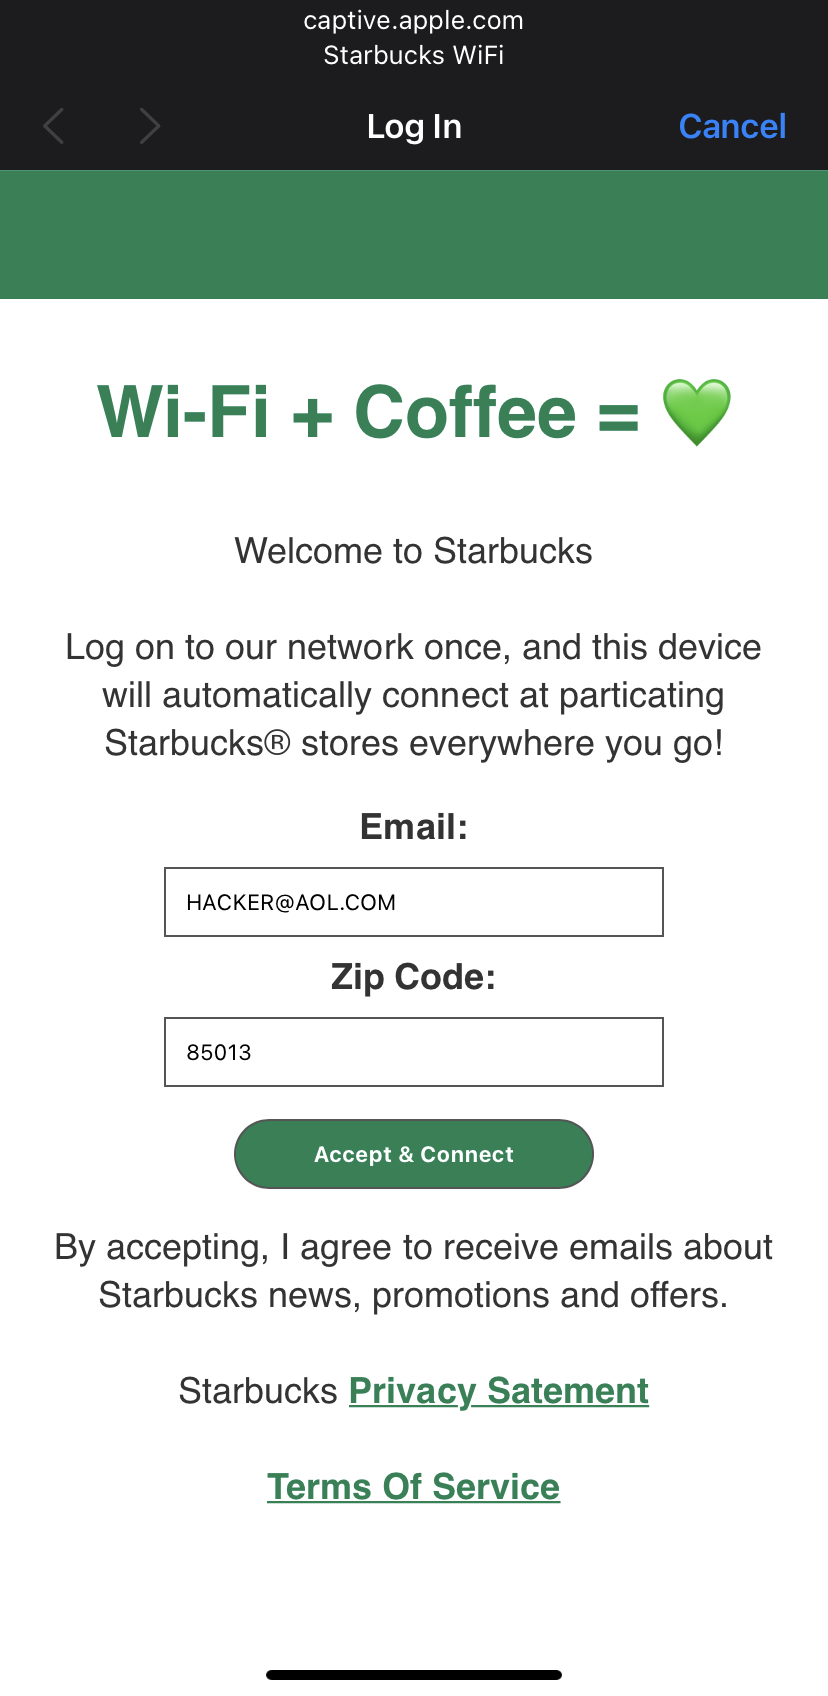 captive.apple.com
Starbucks WiFi
Log In
Cancel
Wi-Fi + Coffee = 💚
Welcome to Starbucks
Log on to our network once, and this device
will automatically connect at particating
Starbucks® stores everywhere you go!
Email:
HACKER@AOL.COM
Zip Code:
85013
Accept & Connect
By accepting, I agree to receive emails about
Starbucks news, promotions and offers.
Starbucks Privacy Satement
Terms Of Service